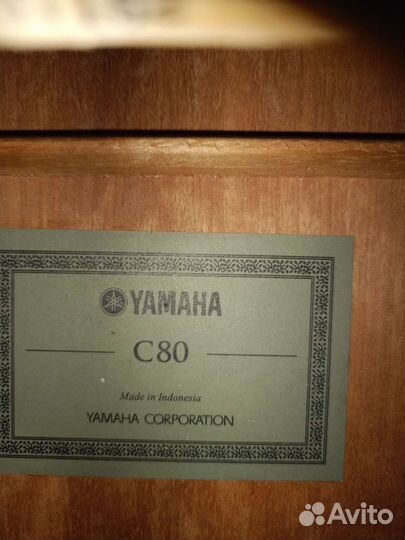 YAMAHA
C80
Made in Indonesia
YAMAHA CORPORATION
Avito